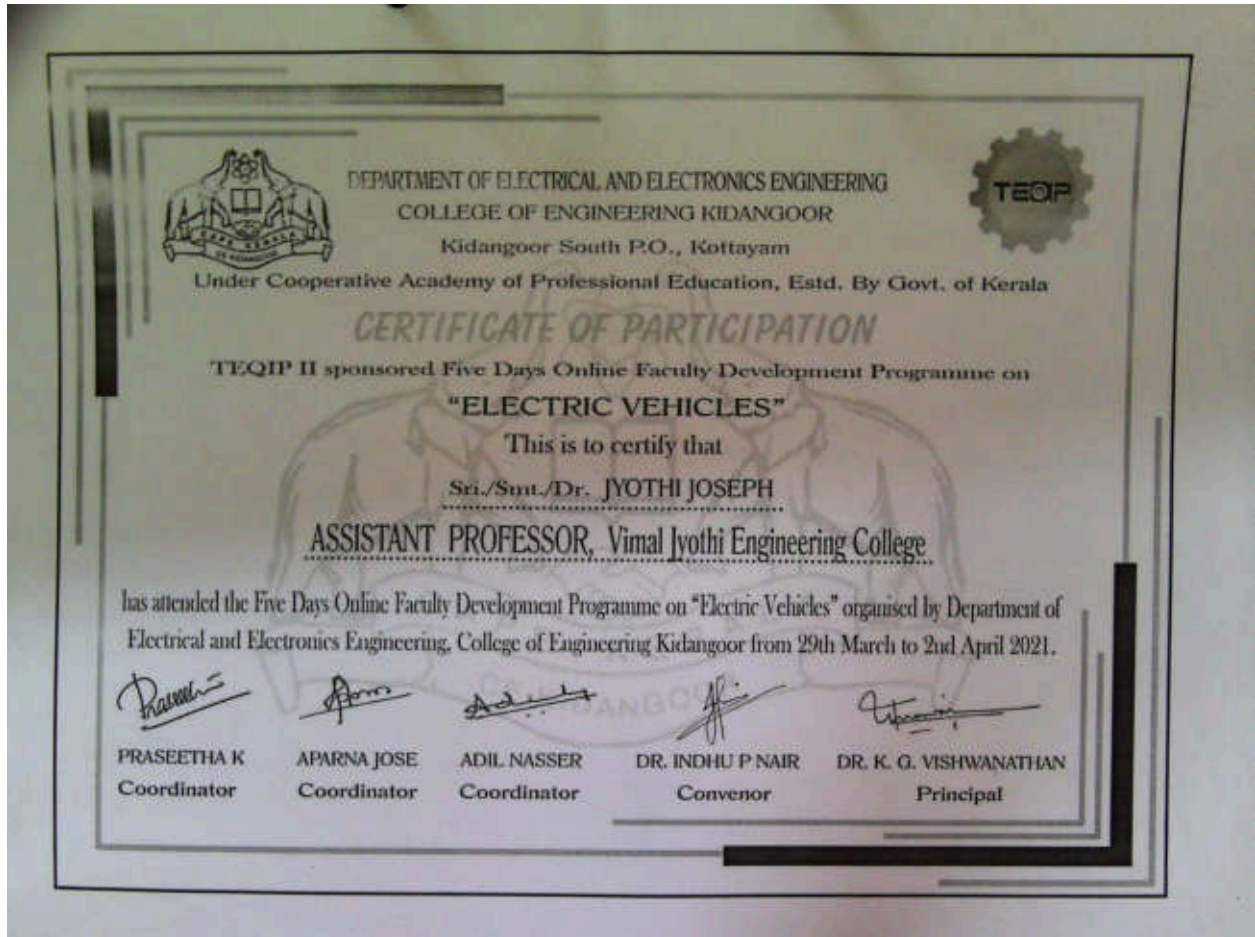 DEPARTMENT OF ELECTRICAL AND ELECTRONICS ENGINEERING
COLLEGE OF ENGINEERING KIDANGOOR
Kidangoor South P.O., Kottayam
Under Cooperative Academy of Professional Education, Estd. By Govt. of Kerala
CAPE KERALA
CE KIDANGOOR
TEQIP
CERTIFICATE OF PARTICIPATION
TEQIP II sponsored Five Days Online Faculty Development Programme on
"ELECTRIC VEHICLES"
This is to certify that
Sri./Smt./Dr. JYOTHI JOSEPH
ASSISTANT PROFESSOR, Vimal Jyothi Engineering College
has attended the Five Days Online Faculty Development Programme on "Electric Vehicles" organised by Department of
Electrical and Electronics Engineering, College of Engineering Kidangoor from 29th March to 2nd April 2021.
PRASEETHA K APARNA JOSE ADIL NASSER DR. INDHU P NAIR DR. K. G. VISHWANATHAN
Coordinator Coordinator Coordinator Convenor Principal